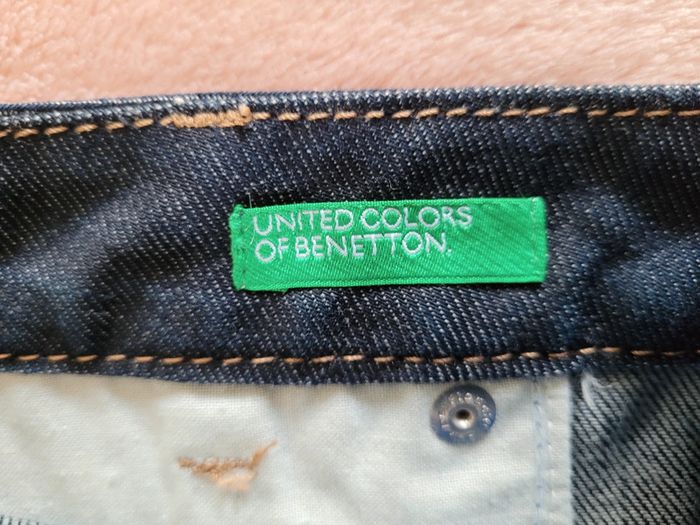 UNITED COLORS
OF BENETTON.